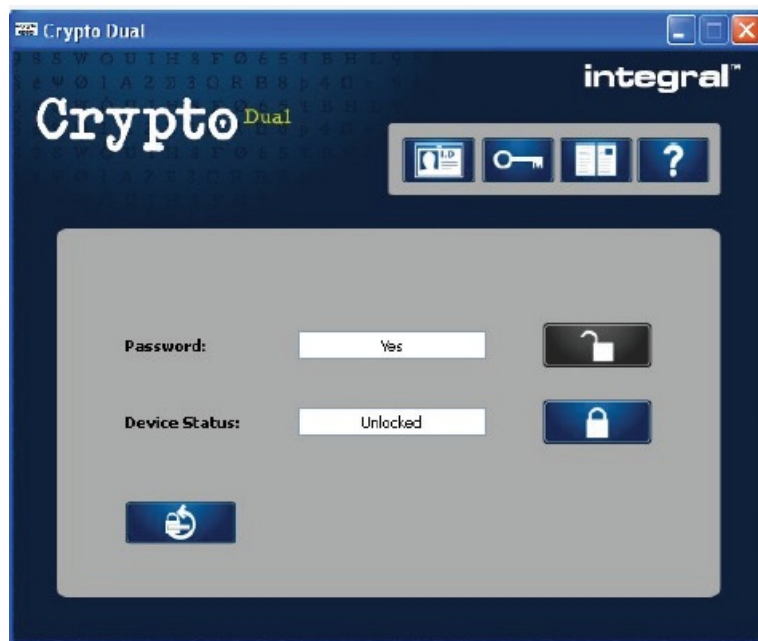 Crypto Dual
integral™
Crypto Dual
I.D
?
Password: Yes
Device Status: Unlocked